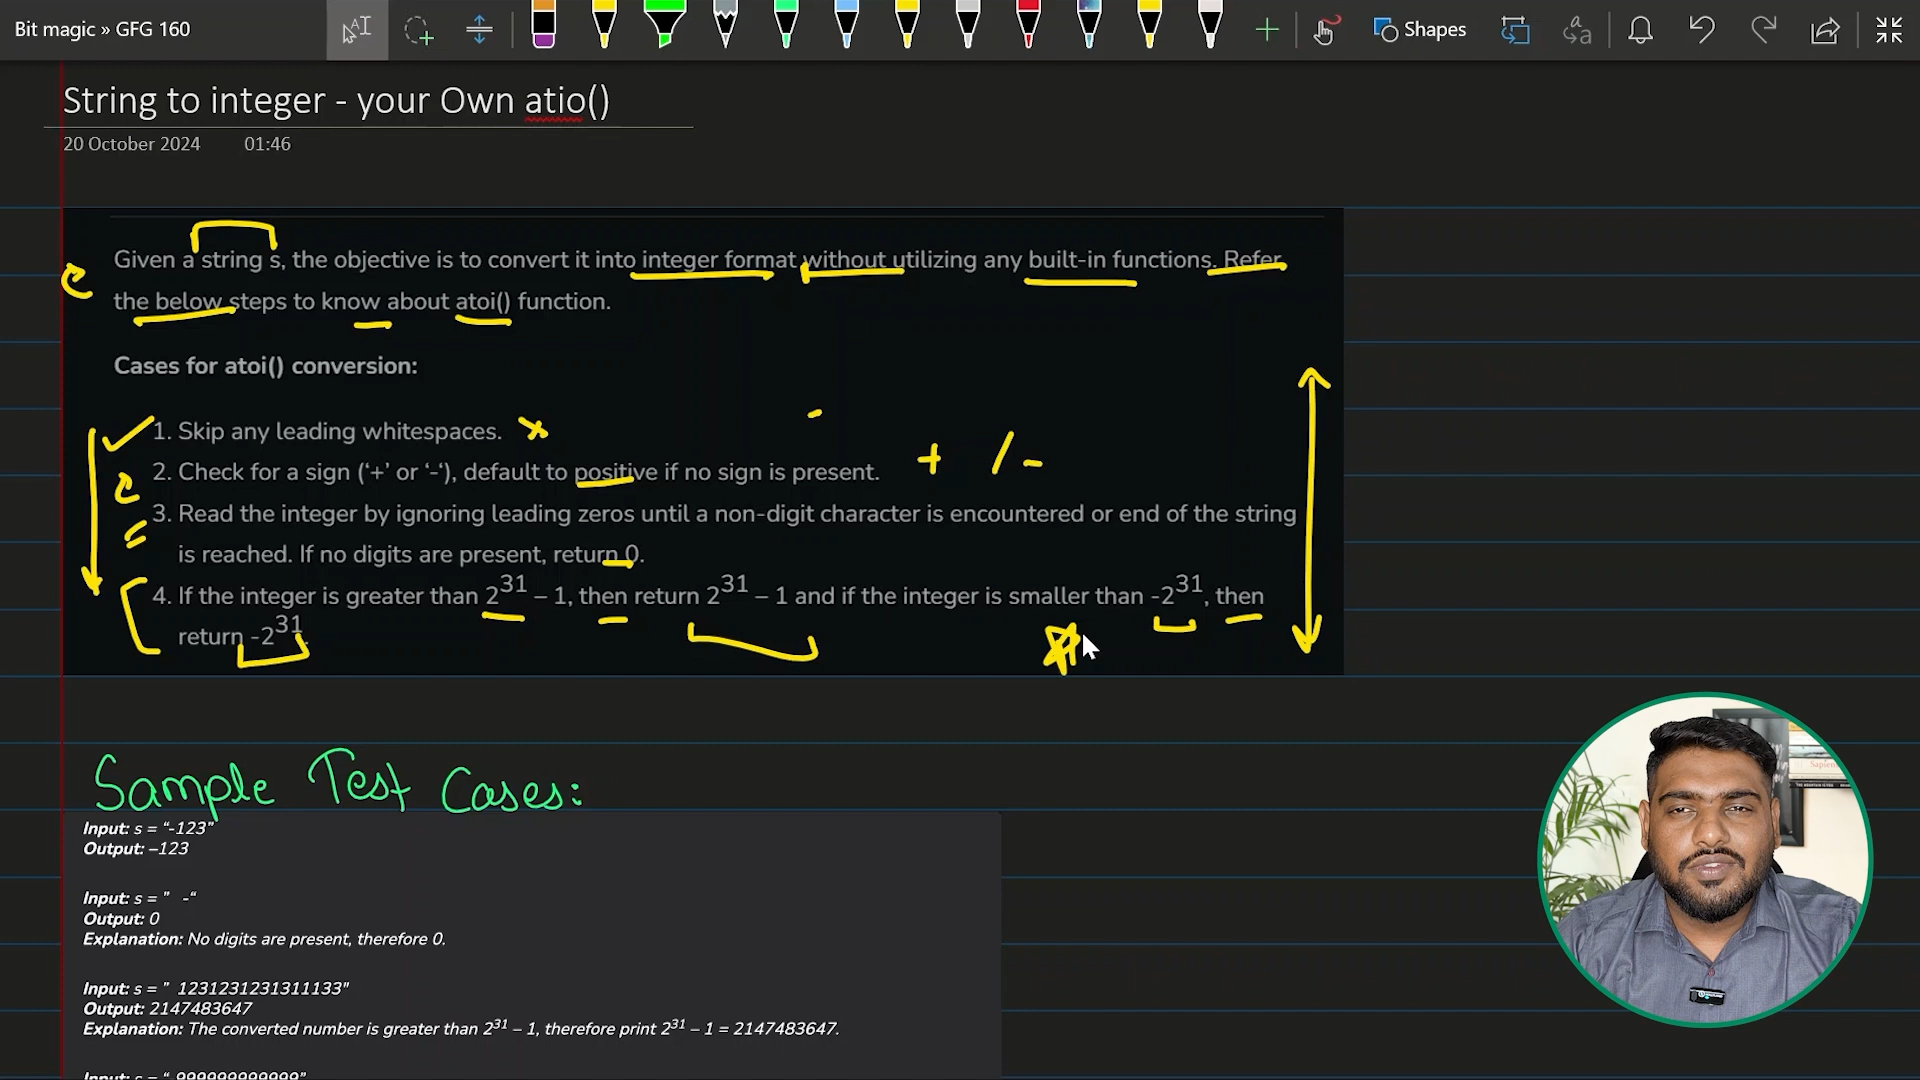 Bit magic » GFG 160
Shapes
String to integer - your Own atio()
20 October 2024 01:46
Given a string s, the objective is to convert it into integer format without utilizing any built-in functions. Refer
the below steps to know about atoi() function.
Cases for atoi() conversion:
1. Skip any leading whitespaces.
2. Check for a sign (‘+’ or ‘-‘), default to positive if no sign is present.
+ / -
3. Read the integer by ignoring leading zeros until a non-digit character is encountered or end of the string
is reached. If no digits are present, return 0.
4. If the integer is greater than 2^31 – 1, then return 2^31 – 1 and if the integer is smaller than -2^31, then
return -2^31.
Sample Test Cases:
Input: s = “-123”
Output: –123
Input: s = ”   -“
Output: 0
Explanation: No digits are present, therefore 0.
Input: s = ”  1231231231311133”
Output: 2147483647
Explanation: The converted number is greater than 2^31 – 1, therefore print 2^31 – 1 = 2147483647.
Input: s = “ 999999999999”